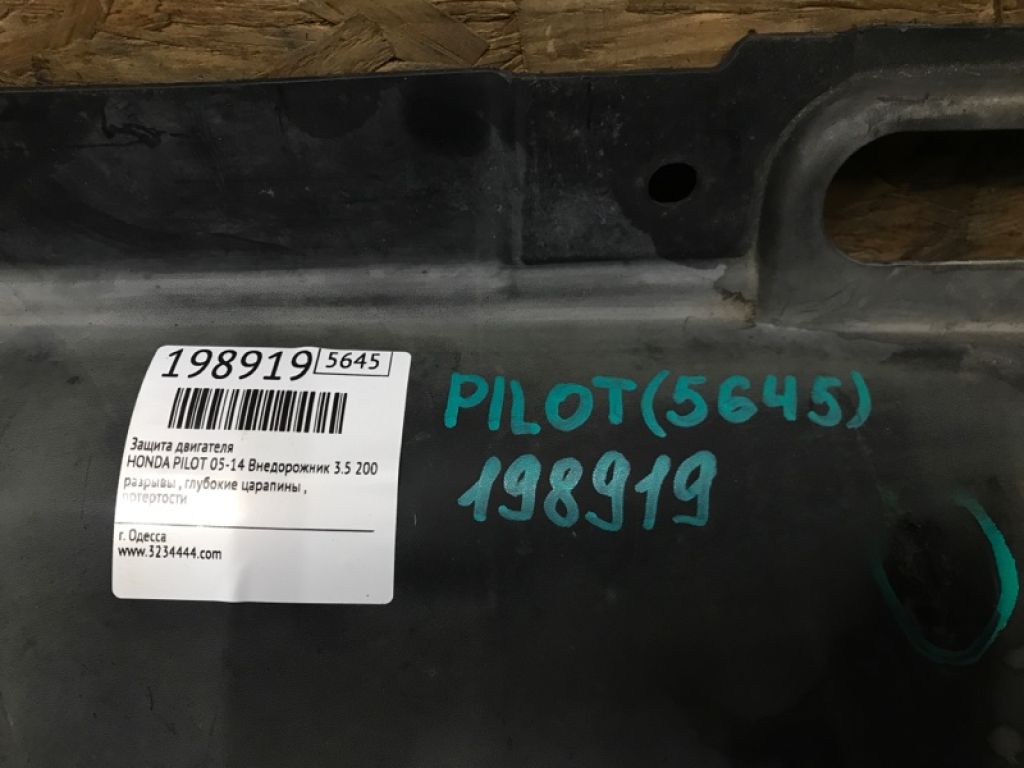 198919 5645
Защита двигателя
HONDA PILOT 05-14 Внедорожник 3.5 200
разрывы , глубокие царапины ,
потертости
г. Одесса
www.3234444.com
PILOT(5645)
198919